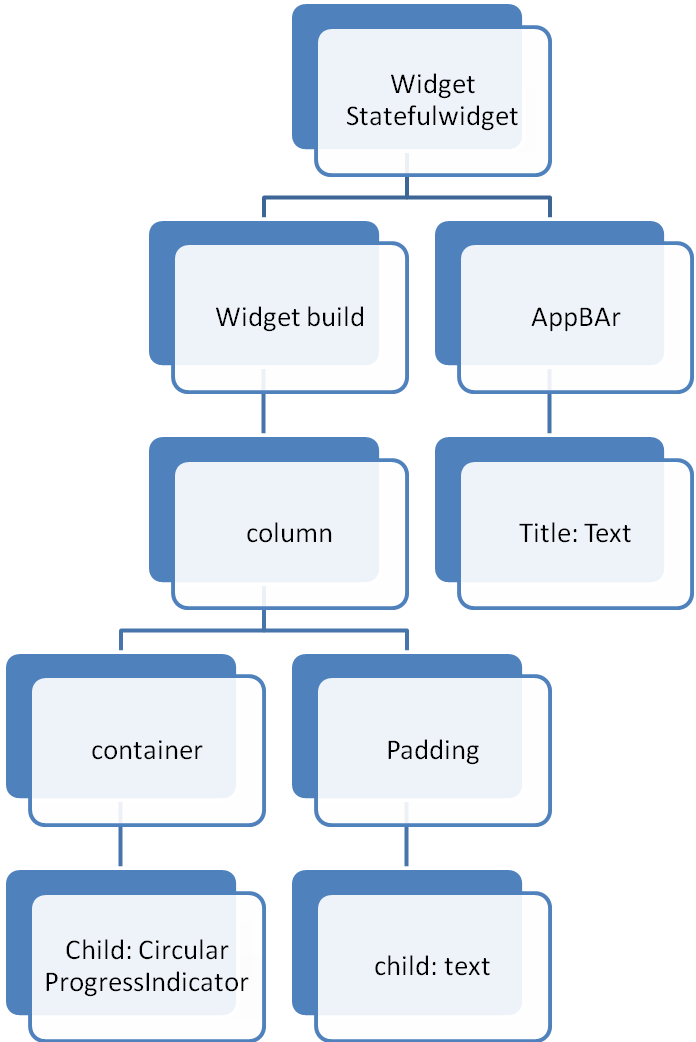 Widget
Statefulwidget
Widget build
AppBAr
column
Title: Text
container
Padding
Child: Circular
ProgressIndicator
child: text